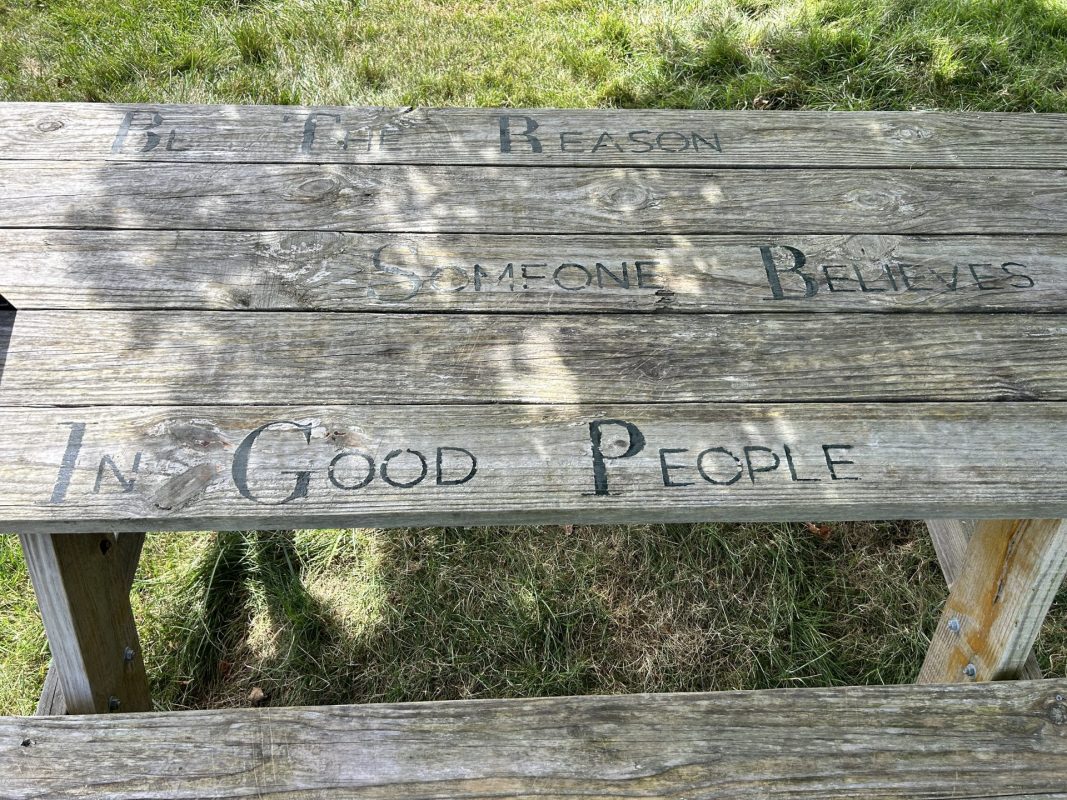 Be The Reason
Someone Believes
In Good People